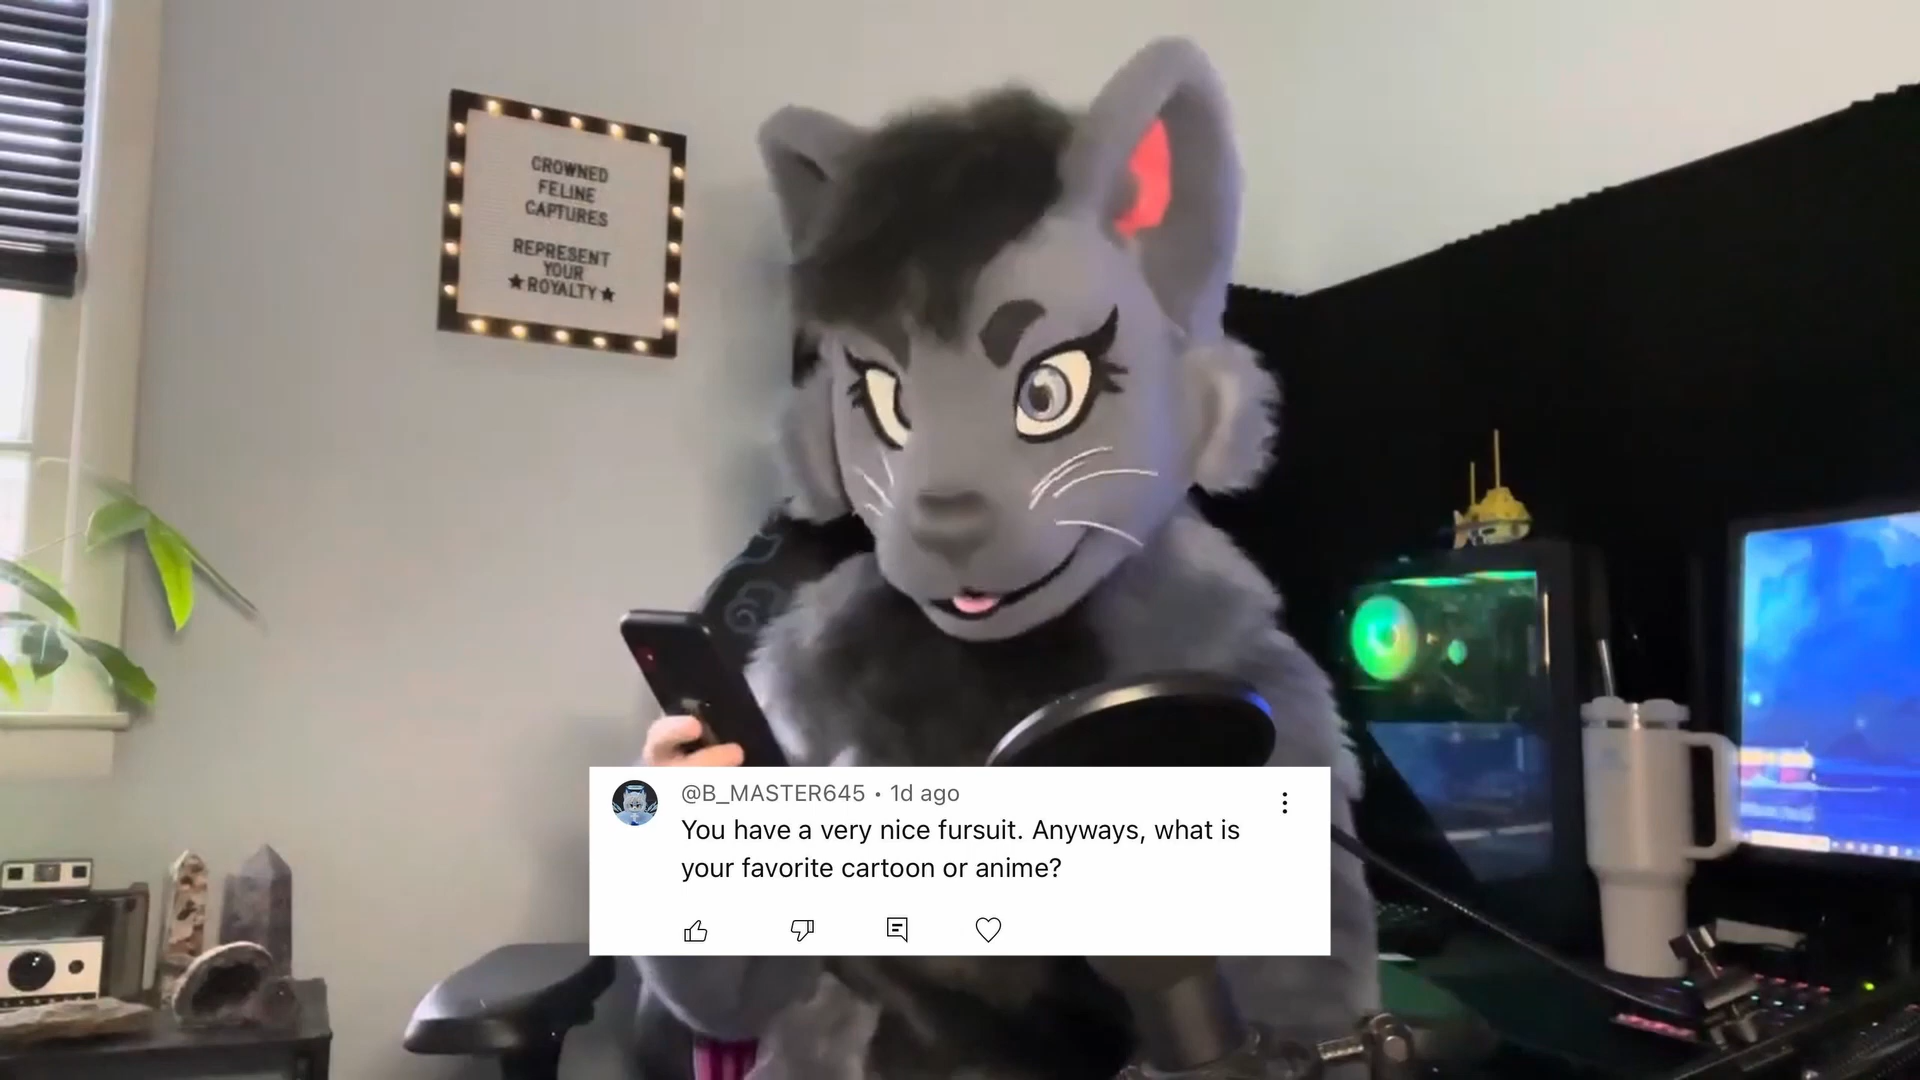 CROWNED
FELINE
CAPTURES
REPRESENT
YOUR
★ROYALTY★
@B_MASTER645 • 1d ago
You have a very nice fursuit. Anyways, what is
your favorite cartoon or anime?